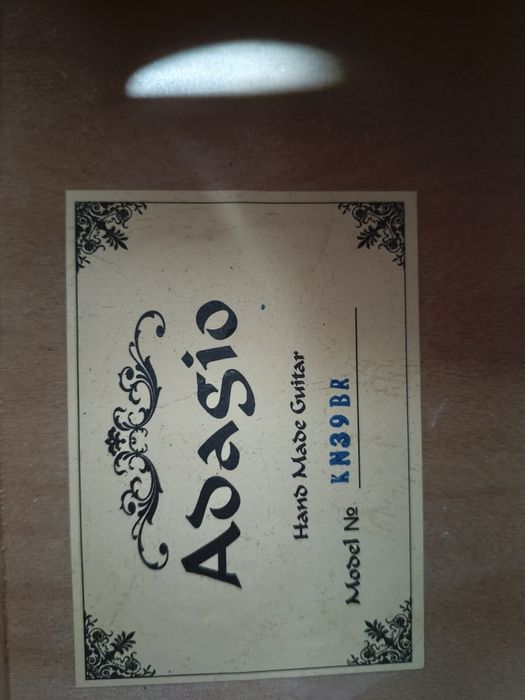 Adagio
Hand Made Guitar
Model № KN39BR